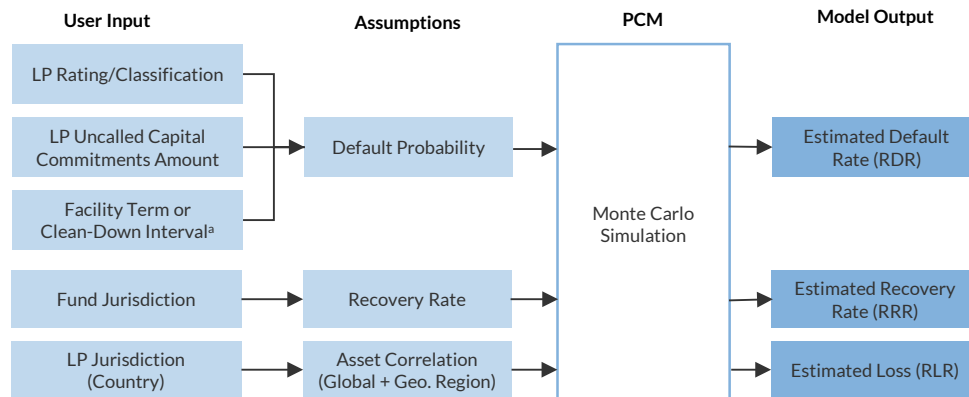 User Input
Assumptions
PCM
Model Output
LP Rating/Classification
LP Uncalled Capital
Commitments Amount
Facility Term or
Clean-Down Intervalᵃ
Default Probability
Monte Carlo
Simulation
Estimated Default
Rate (RDR)
Fund Jurisdiction
Recovery Rate
Estimated Recovery
Rate (RRR)
LP Jurisdiction
(Country)
Asset Correlation
(Global + Geo. Region)
Estimated Loss (RLR)